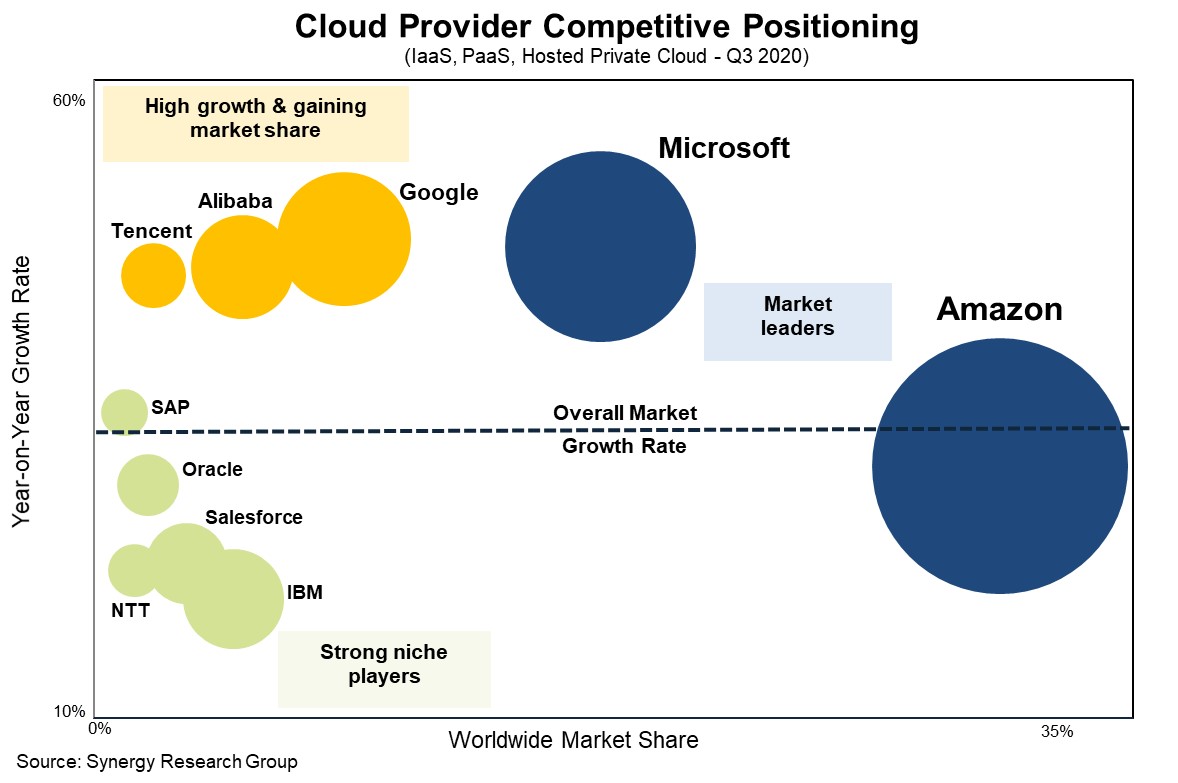 Cloud Provider Competitive Positioning
(IaaS, PaaS, Hosted Private Cloud - Q3 2020)
60%
High growth & gaining
market share
Microsoft
Google
Alibaba
Tencent
Market
leaders
Amazon
Year-on-Year Growth Rate
SAP
Overall Market
Growth Rate
Oracle
Salesforce
IBM
NTT
Strong niche
players
10%
0%
35%
Worldwide Market Share
Source: Synergy Research Group